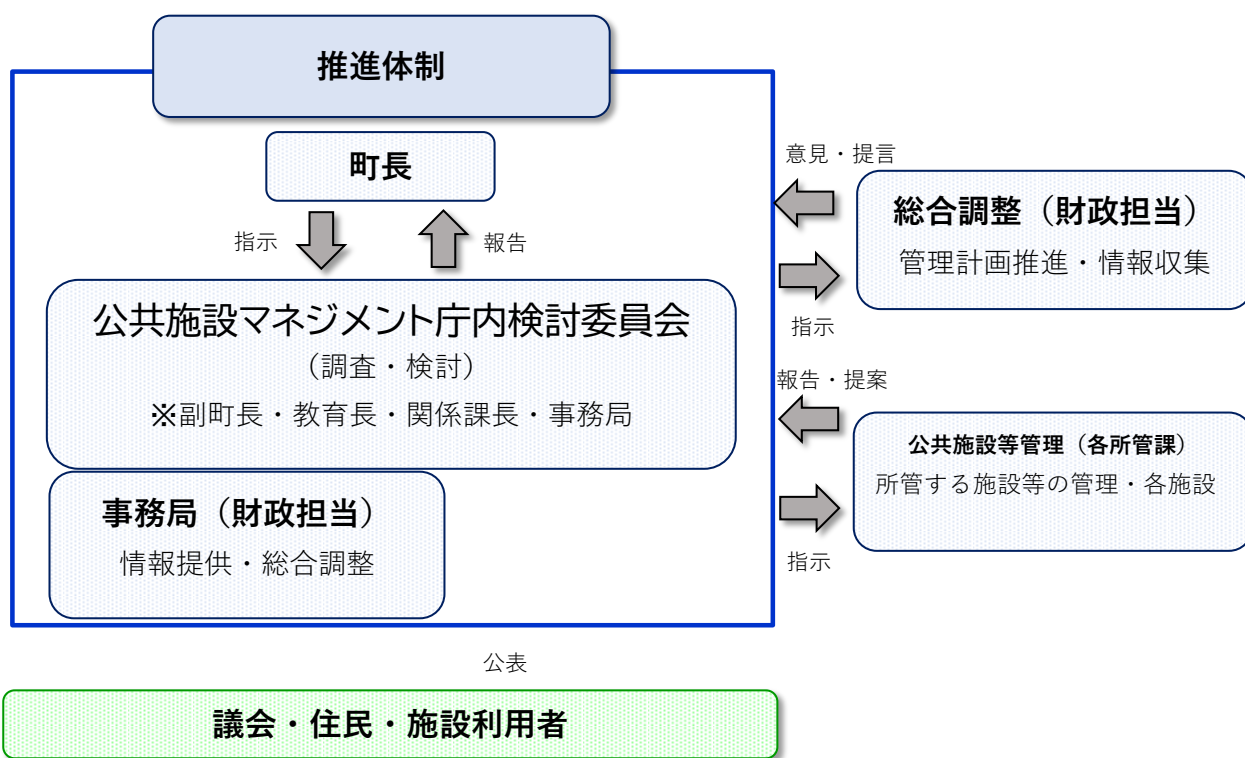 推進体制
町長
指示
報告
公共施設マネジメント庁内検討委員会
（調査・検討）
※副町長・教育長・関係課長・事務局
事務局（財政担当）
情報提供・総合調整
意見・提言
総合調整（財政担当）
管理計画推進・情報収集
指示
報告・提案
公共施設等管理（各所管課）
所管する施設等の管理・各施設
指示
公表
議会・住民・施設利用者